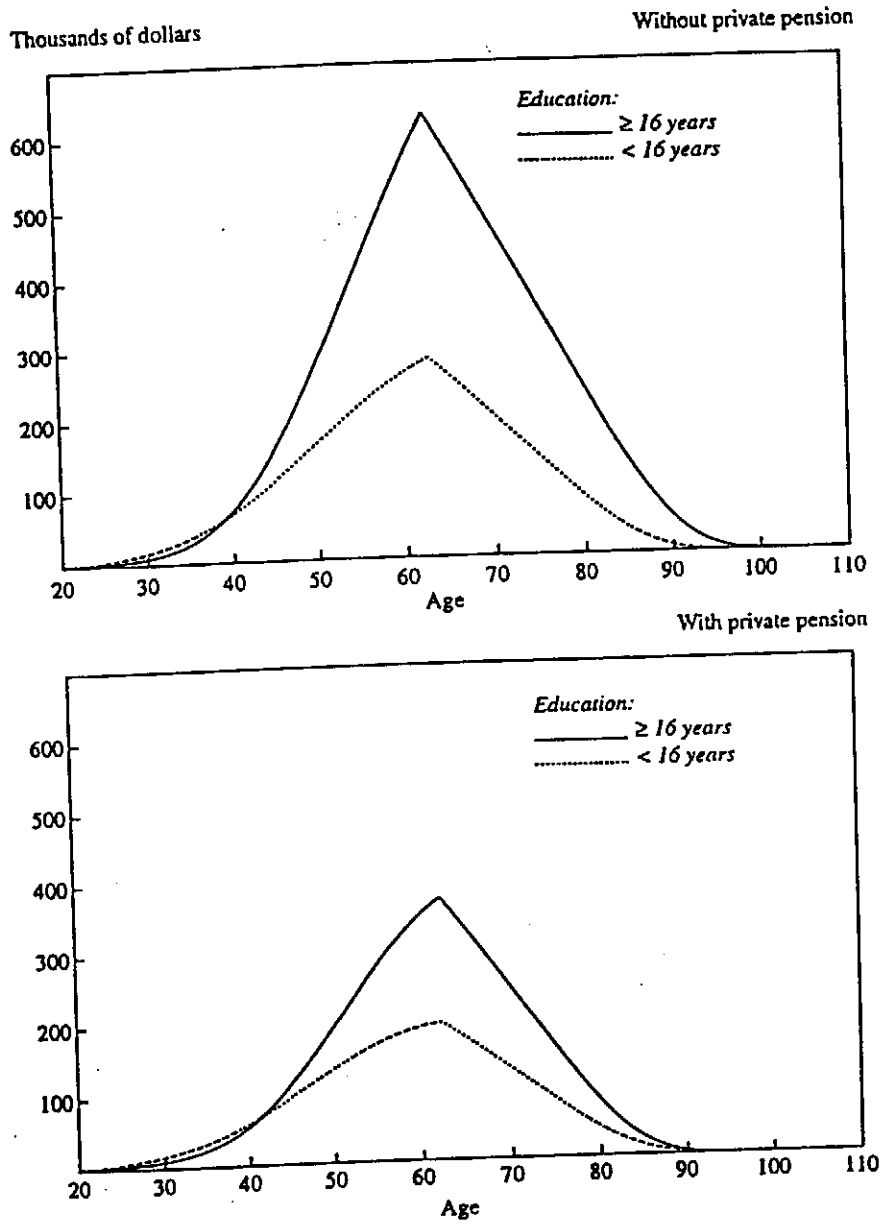 Thousands of dollars
Without private pension
Education:
≥ 16 years
< 16 years
600
500
400
300
200
100
20 30 40 50 60 70 80 90 100 110
Age
With private pension
Education:
≥ 16 years
< 16 years
600
500
400
300
200
100
20 30 40 50 60 70 80 90 100 110
Age